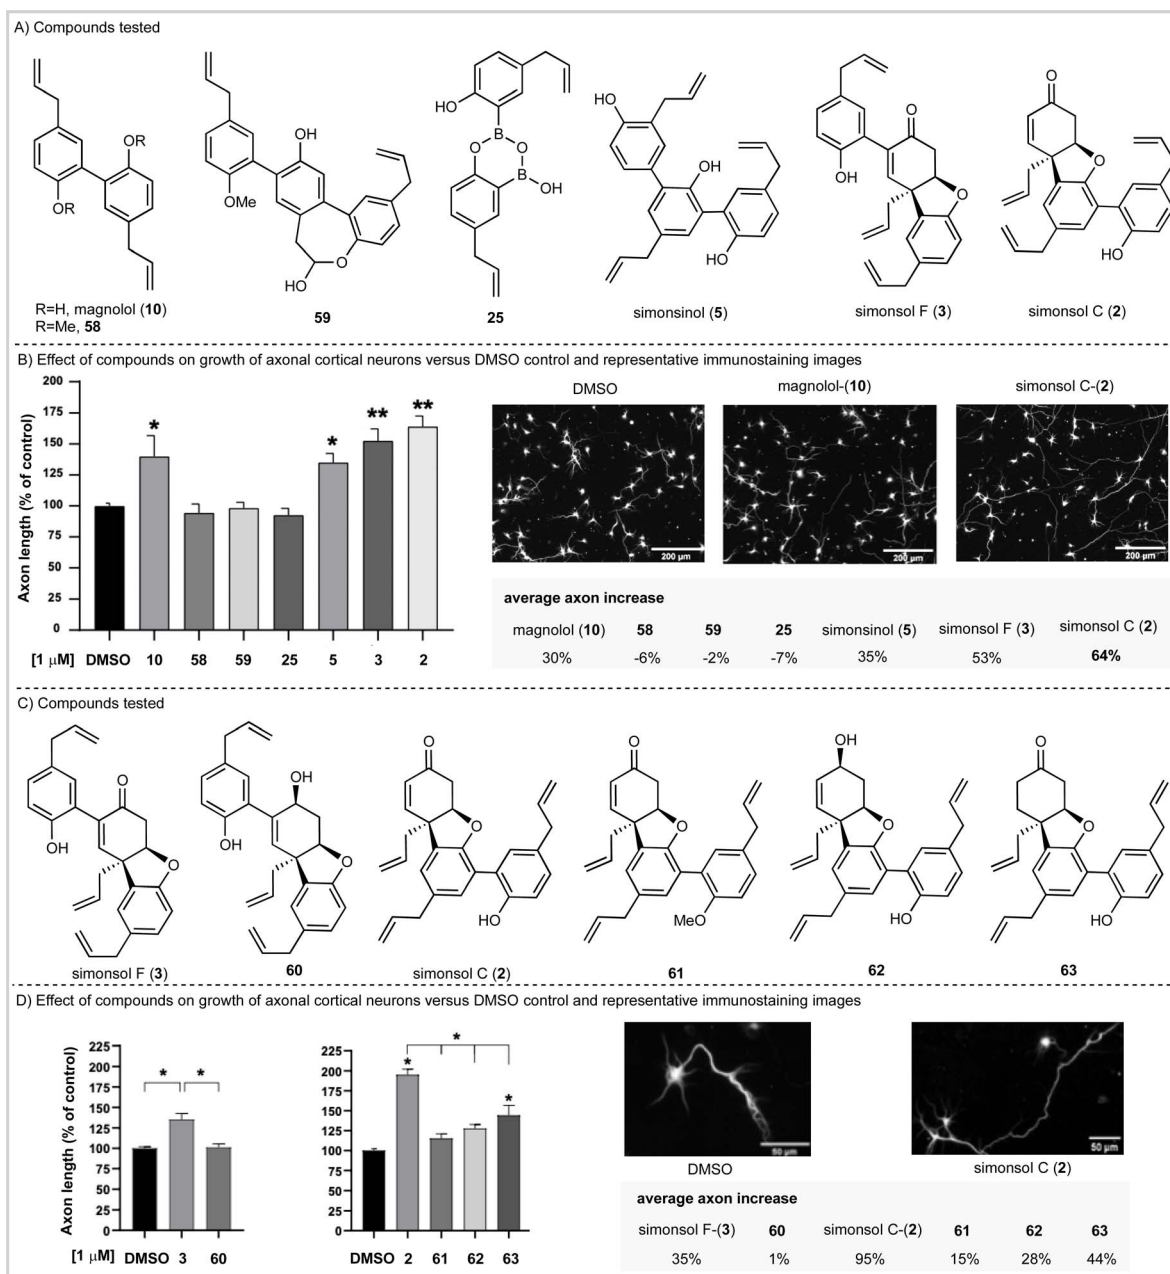 A) Compounds tested
OR
OR
R=H, magnolol (10)
R=Me, 58
OH
OMe
O
HO
59
HO
B
O
O
B
OH
25
HO
OH
HO
simonsinol (5)
O
OH
O
simonsol F (3)
O
O
HO
simonsol C (2)
B) Effect of compounds on growth of axonal cortical neurons versus DMSO control and representative immunostaining images
Axon length (% of control)
200
175
150
125
100
75
50
25
0
*
*
**
**
[1 μM] DMSO 10 58 59 25 5 3 2
DMSO
magnolol-(10)
simonsol C-(2)
200 μm
200 μm
200 μm
average axon increase
magnolol (10) 58 59 25 simonsinol (5) simonsol F (3) simonsol C (2)
30% -6% -2% -7% 35% 53% 64%
C) Compounds tested
O
OH
O
simonsol F (3)
OH
OH
O
60
O
O
HO
simonsol C (2)
O
O
MeO
61
OH
O
HO
62
O
O
HO
63
D) Effect of compounds on growth of axonal cortical neurons versus DMSO control and representative immunostaining images
Axon length (% of control)
225
200
175
150
125
100
75
50
25
0
* *
[1 μM] DMSO 3 60
225
200
175
150
125
100
75
50
25
0
*
*
*
DMSO 2 61 62 63
50 μm
DMSO
50 μm
simonsol C (2)
average axon increase
simonsol F-(3) 60 simonsol C-(2) 61 62 63
35% 1% 95% 15% 28% 44%